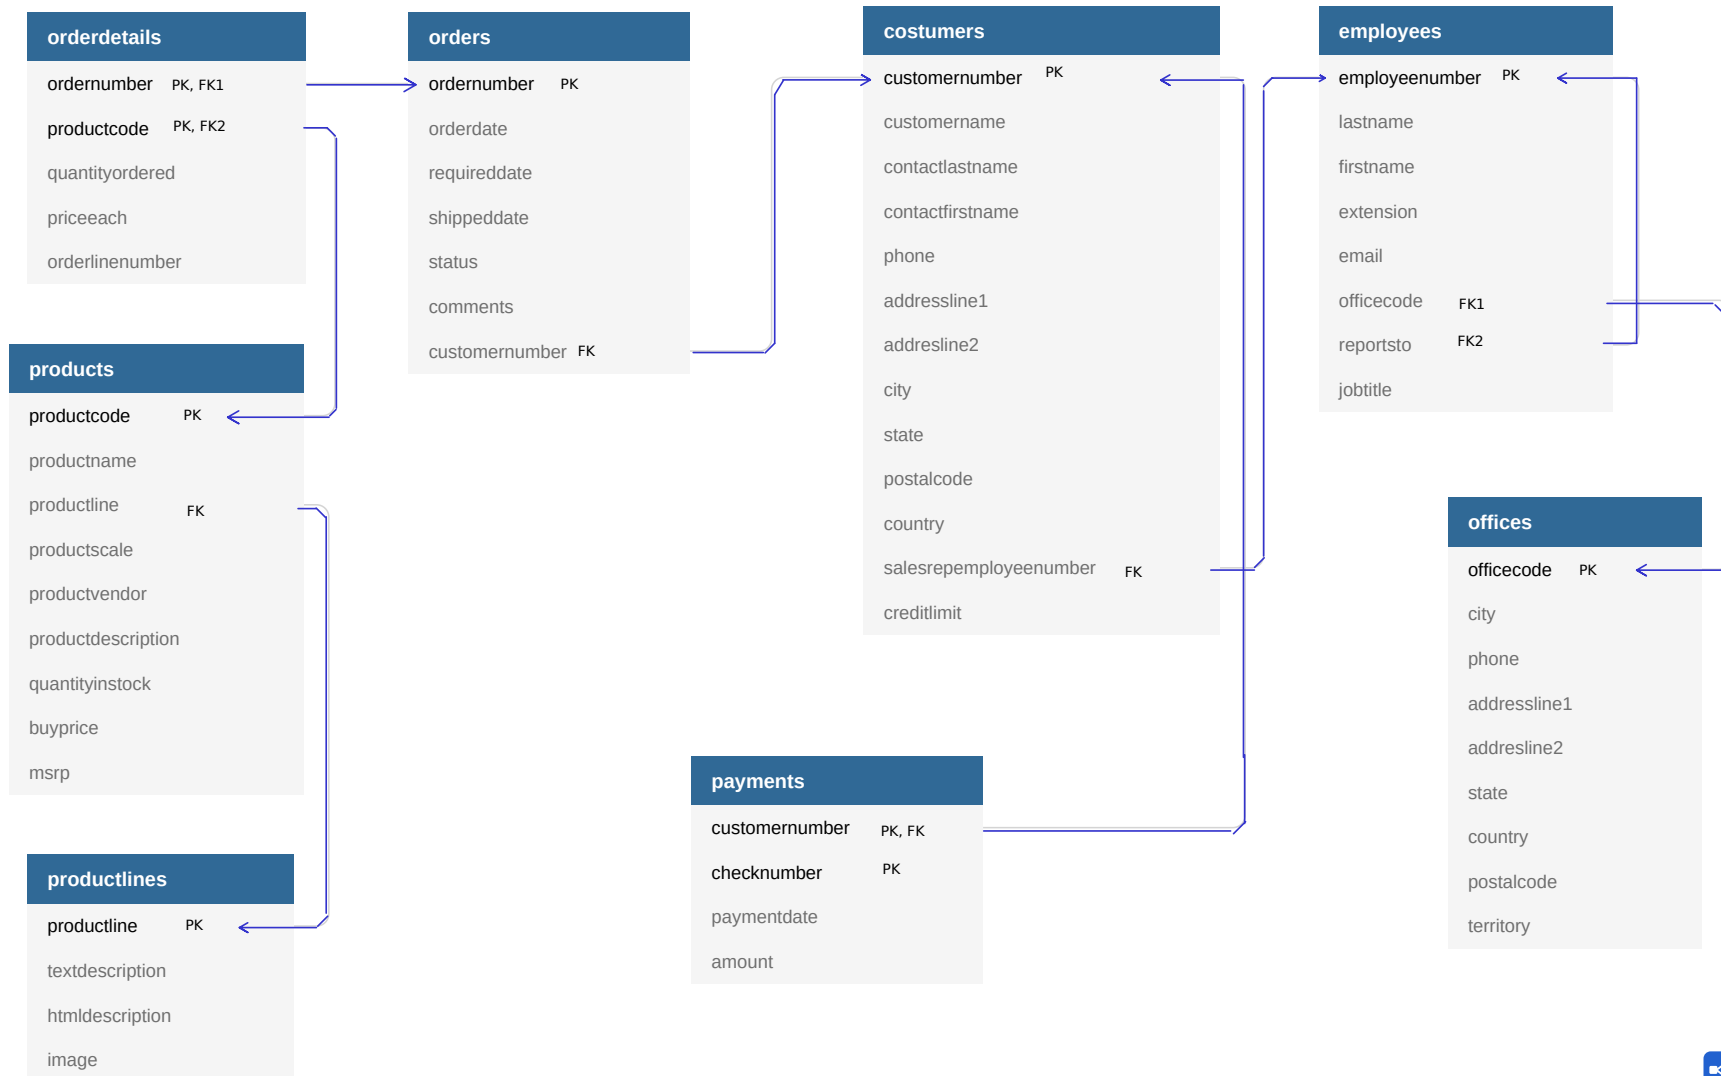 orderdetails
ordernumber PK, FK1
productcode PK, FK2
quantityordered
priceeach
orderlinenumber
orders
ordernumber PK
orderdate
requireddate
shippeddate
status
comments
customernumber FK
costumers
customernumber PK
customername
contactlastname
contactfirstname
phone
addressline1
addresline2
city
state
postalcode
country
salesrepemployeenumber FK
creditlimit
employees
employeenumber PK
lastname
firstname
extension
email
officecode FK1
reportsto FK2
jobtitle
products
productcode PK
productname
productline FK
productscale
productvendor
productdescription
quantityinstock
buyprice
msrp
offices
officecode PK
city
phone
addressline1
addresline2
state
country
postalcode
territory
payments
customernumber PK, FK
checknumber PK
paymentdate
amount
productlines
productline PK
textdescription
htmldescription
image